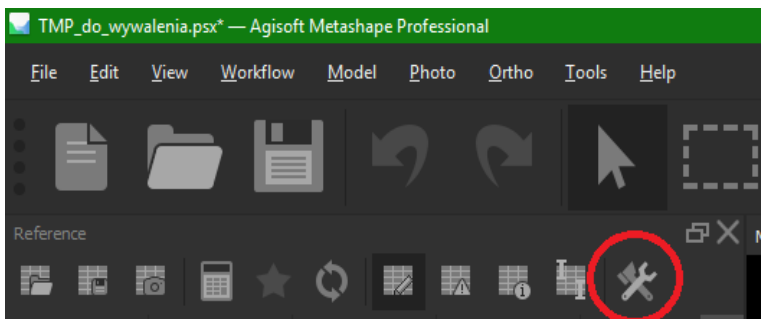 TMP_do_wywalenia.psx* — Agisoft Metashape Professional
File Edit View Workflow Model Photo Ortho Tools Help
Reference